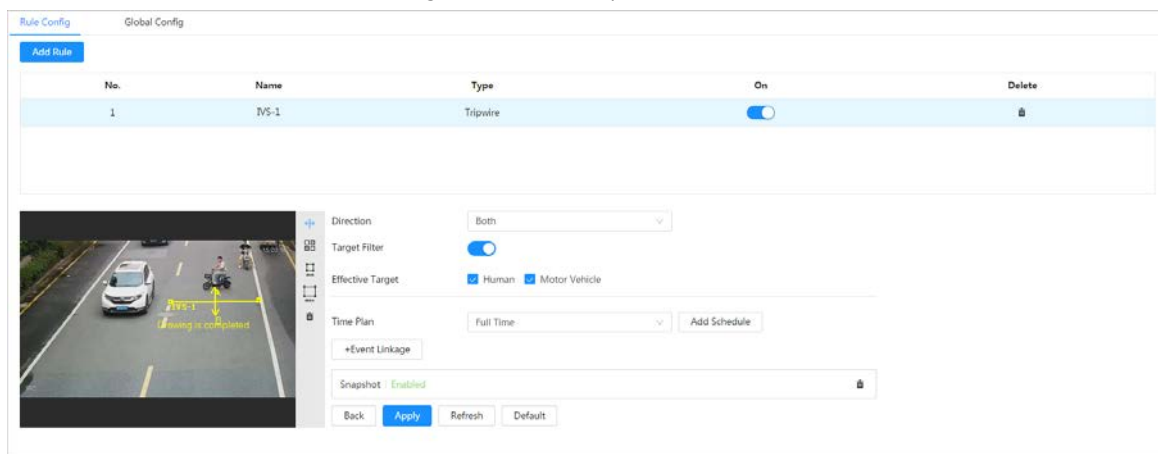 Rule Config Global Config
Add Rule
No. Name Type On Delete
1 IVS-1 Tripwire
Direction Both
Target Filter
Effective Target Human Motor Vehicle
IVS-1
Drawing is completed
Time Plan Full Time Add Schedule
+Event Linkage
Snapshot Enabled
Back Apply Refresh Default